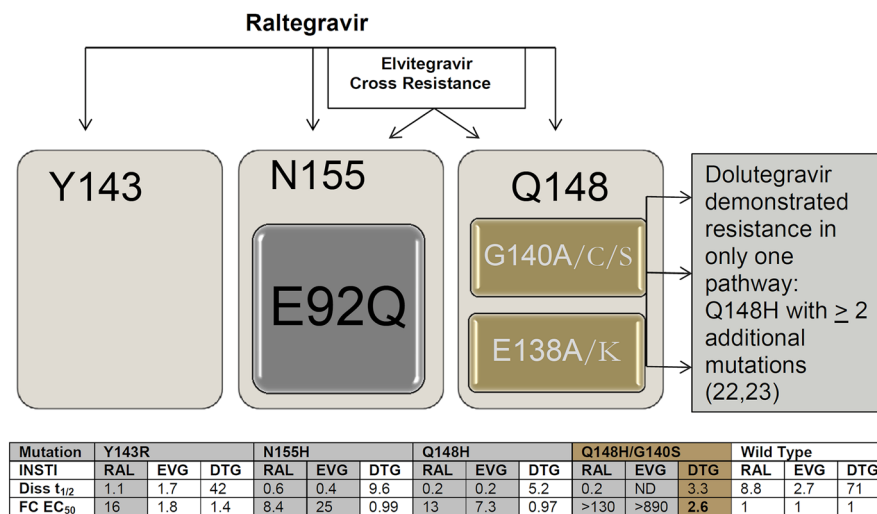 Raltegravir
Elvitegravir
Cross Resistance
Y143
N155
E92Q
Q148
G140A/C/S
E138A/K
Dolutegravir
demonstrated
resistance in
only one
pathway:
Q148H with ≥ 2
additional
mutations
(22,23)
Mutation Y143R N155H Q148H Q148H/G140S Wild Type
INSTI RAL EVG DTG RAL EVG DTG RAL EVG DTG RAL EVG DTG RAL EVG DTG
Diss t1/2 1.1 1.7 42 0.6 0.4 9.6 0.2 0.2 5.2 0.2 ND 3.3 8.8 2.7 71
FC EC50 16 1.8 1.4 8.4 25 0.99 13 7.3 0.97 >130 >890 2.6 1 1 1